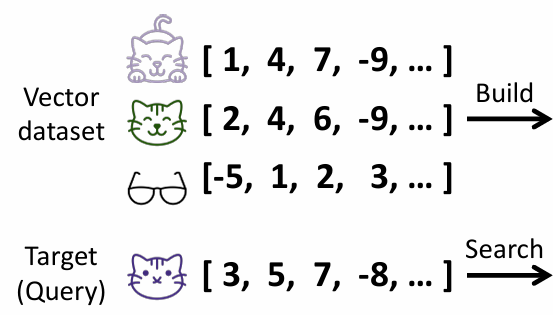 [ 1, 4, 7, -9, ... ]
Vector
dataset
[ 2, 4, 6, -9, ... ]
Build
[-5, 1, 2, 3, ... ]
Target
(Query)
[ 3, 5, 7, -8, ... ]
Search